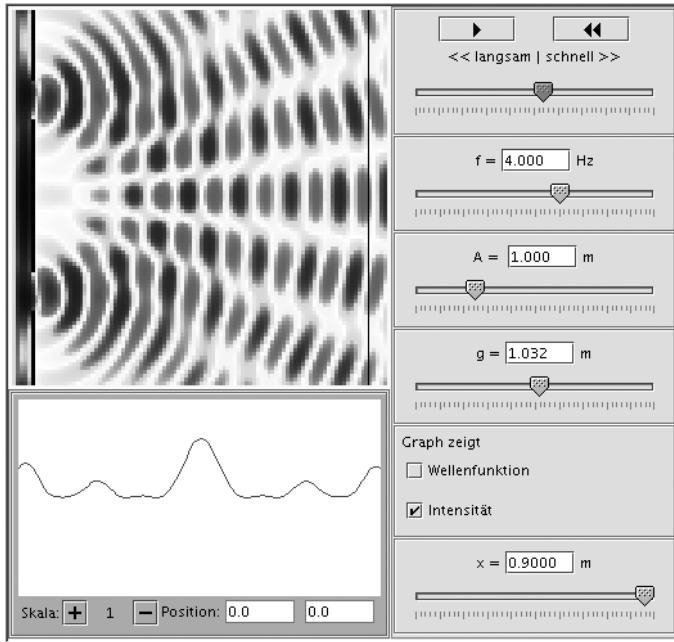 << langsam | schnell >>
f = 4.000 Hz
A = 1.000 m
g = 1.032 m
Graph zeigt
Wellenfunktion
Intensität
x = 0.9000 m
Skala: + 1 − Position: 0.0 0.0